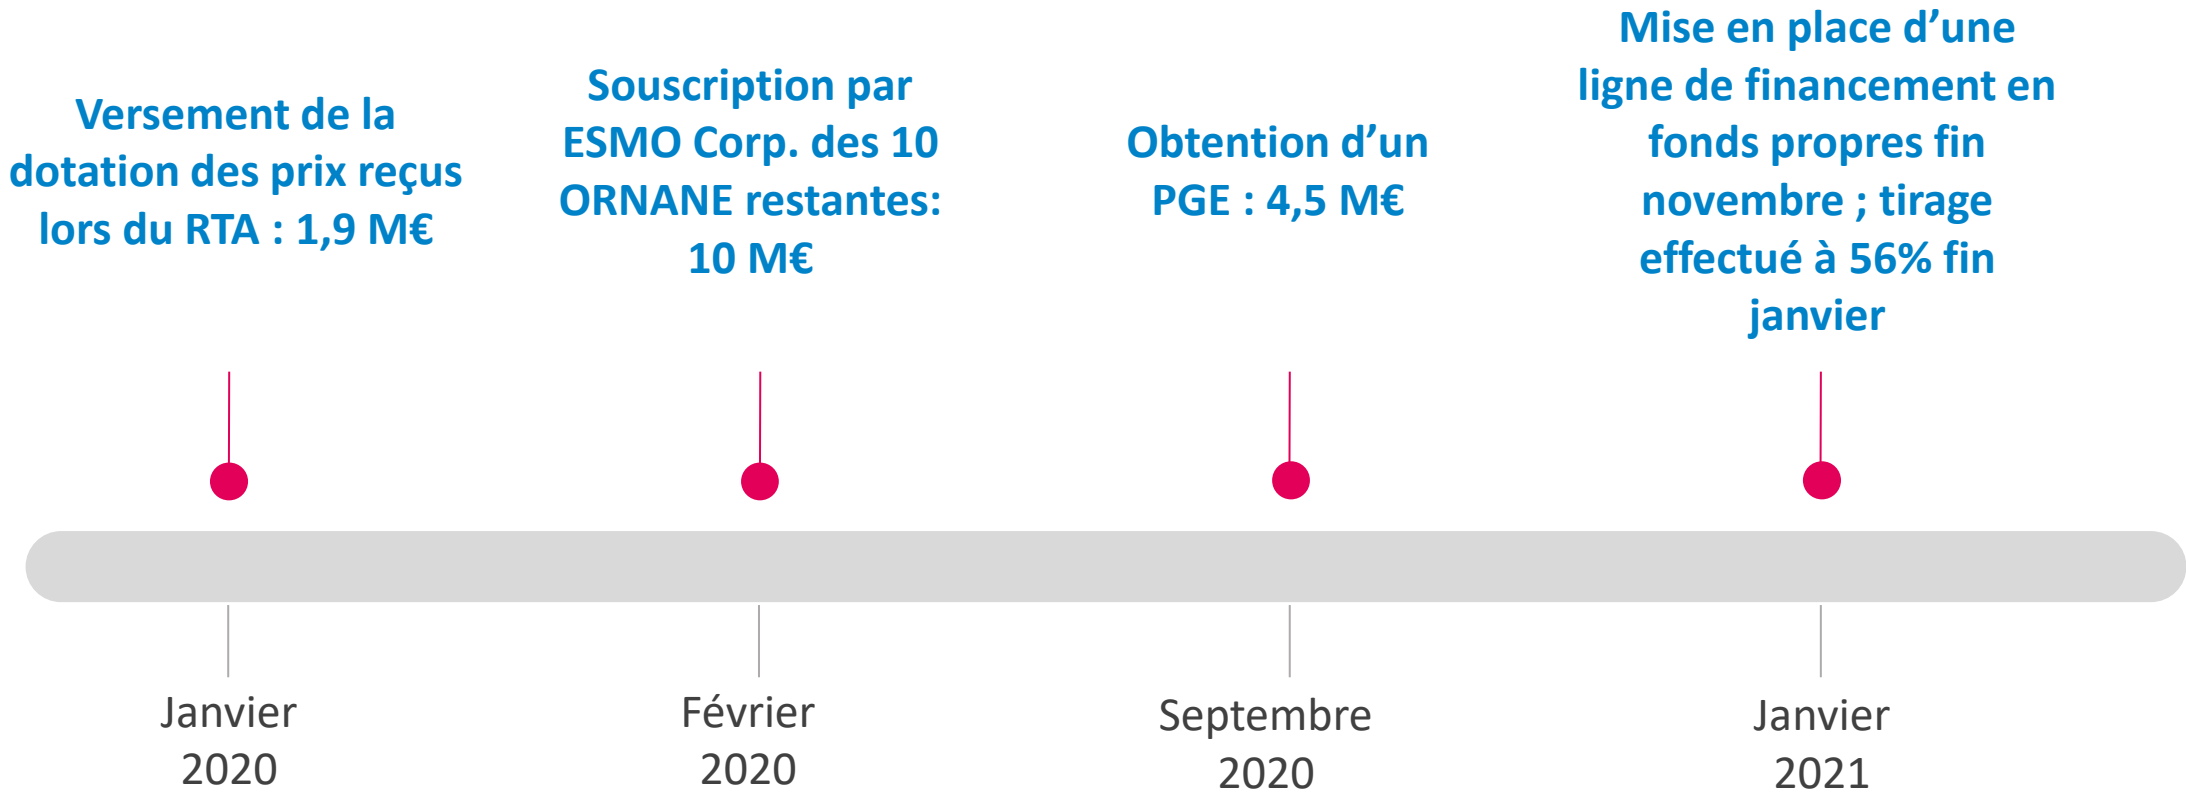 Versement de la
dotation des prix reçus
lors du RTA : 1,9 M€
Souscription par
ESMO Corp. des 10
ORNANE restantes:
10 M€
Obtention d’un
PGE : 4,5 M€
Mise en place d’une
ligne de financement en
fonds propres fin
novembre ; tirage
effectué à 56% fin
janvier
Janvier
2020
Février
2020
Septembre
2020
Janvier
2021